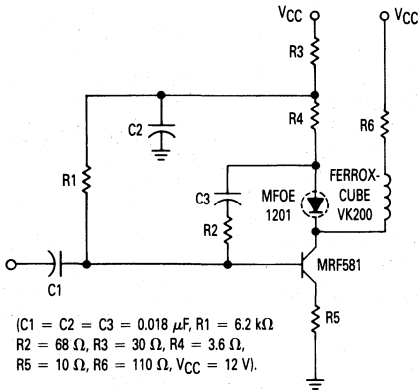 VCC
VCC
R3
C2
R4
R6
R1
C3
MFOE
1201
FERROX-
CUBE
VK200
R2
MRF581
C1
R5
(C1 = C2 = C3 = 0.018 μF, R1 = 6.2 kΩ
R2 = 68 Ω, R3 = 30 Ω, R4 = 3.6 Ω,
R5 = 10 Ω, R6 = 110 Ω, VCC = 12 V).